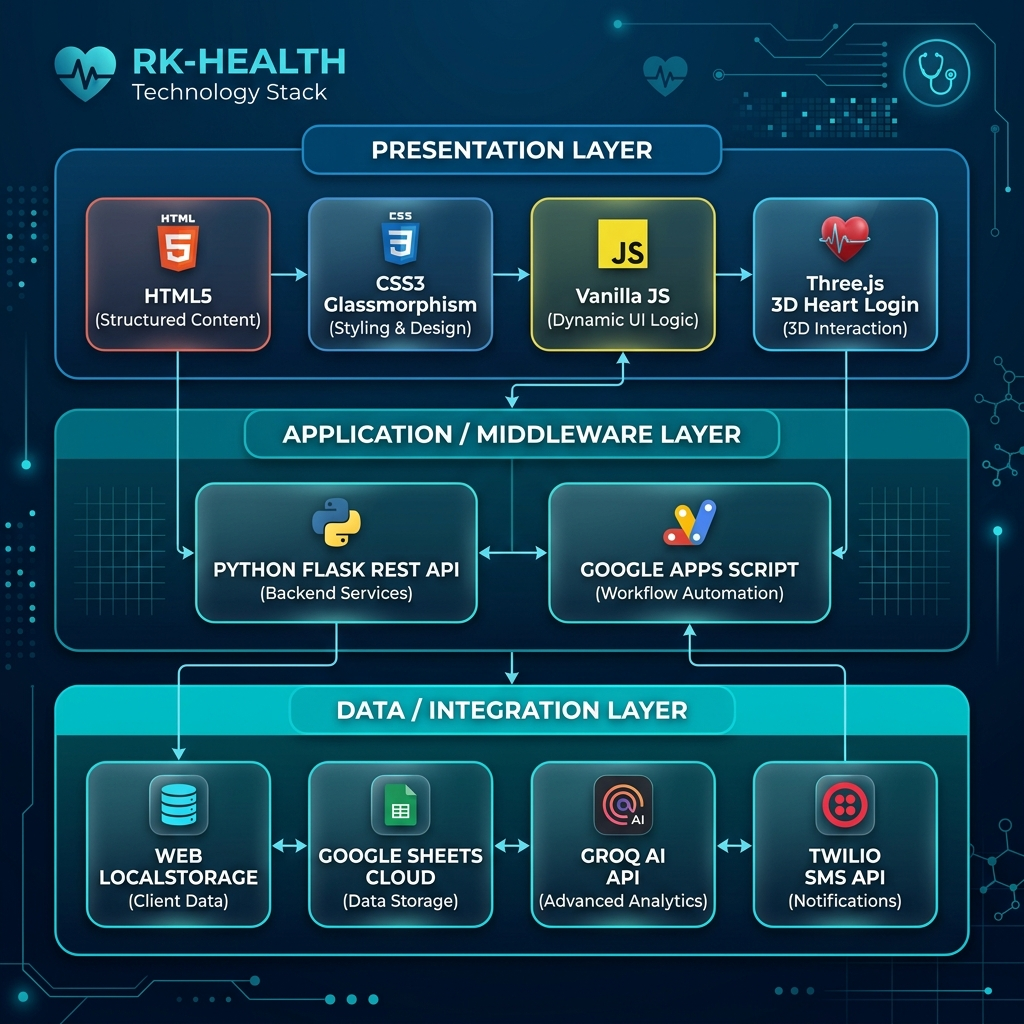 RK-HEALTH
Technology Stack
PRESENTATION LAYER
HTML
5
HTML5
(Structured Content)
CSS
3
CSS3
Glassmorphism
(Styling & Design)
JS
Vanilla JS
(Dynamic UI Logic)
Three.js
3D Heart Login
(3D Interaction)
APPLICATION / MIDDLEWARE LAYER
PYTHON FLASK REST API
(Backend Services)
GOOGLE APPS SCRIPT
(Workflow Automation)
DATA / INTEGRATION LAYER
WEB
LOCALSTORAGE
(Client Data)
GOOGLE SHEETS
CLOUD
(Data Storage)
AI
GROQ AI
API
(Advanced Analytics)
TWILIO
SMS API
(Notifications)